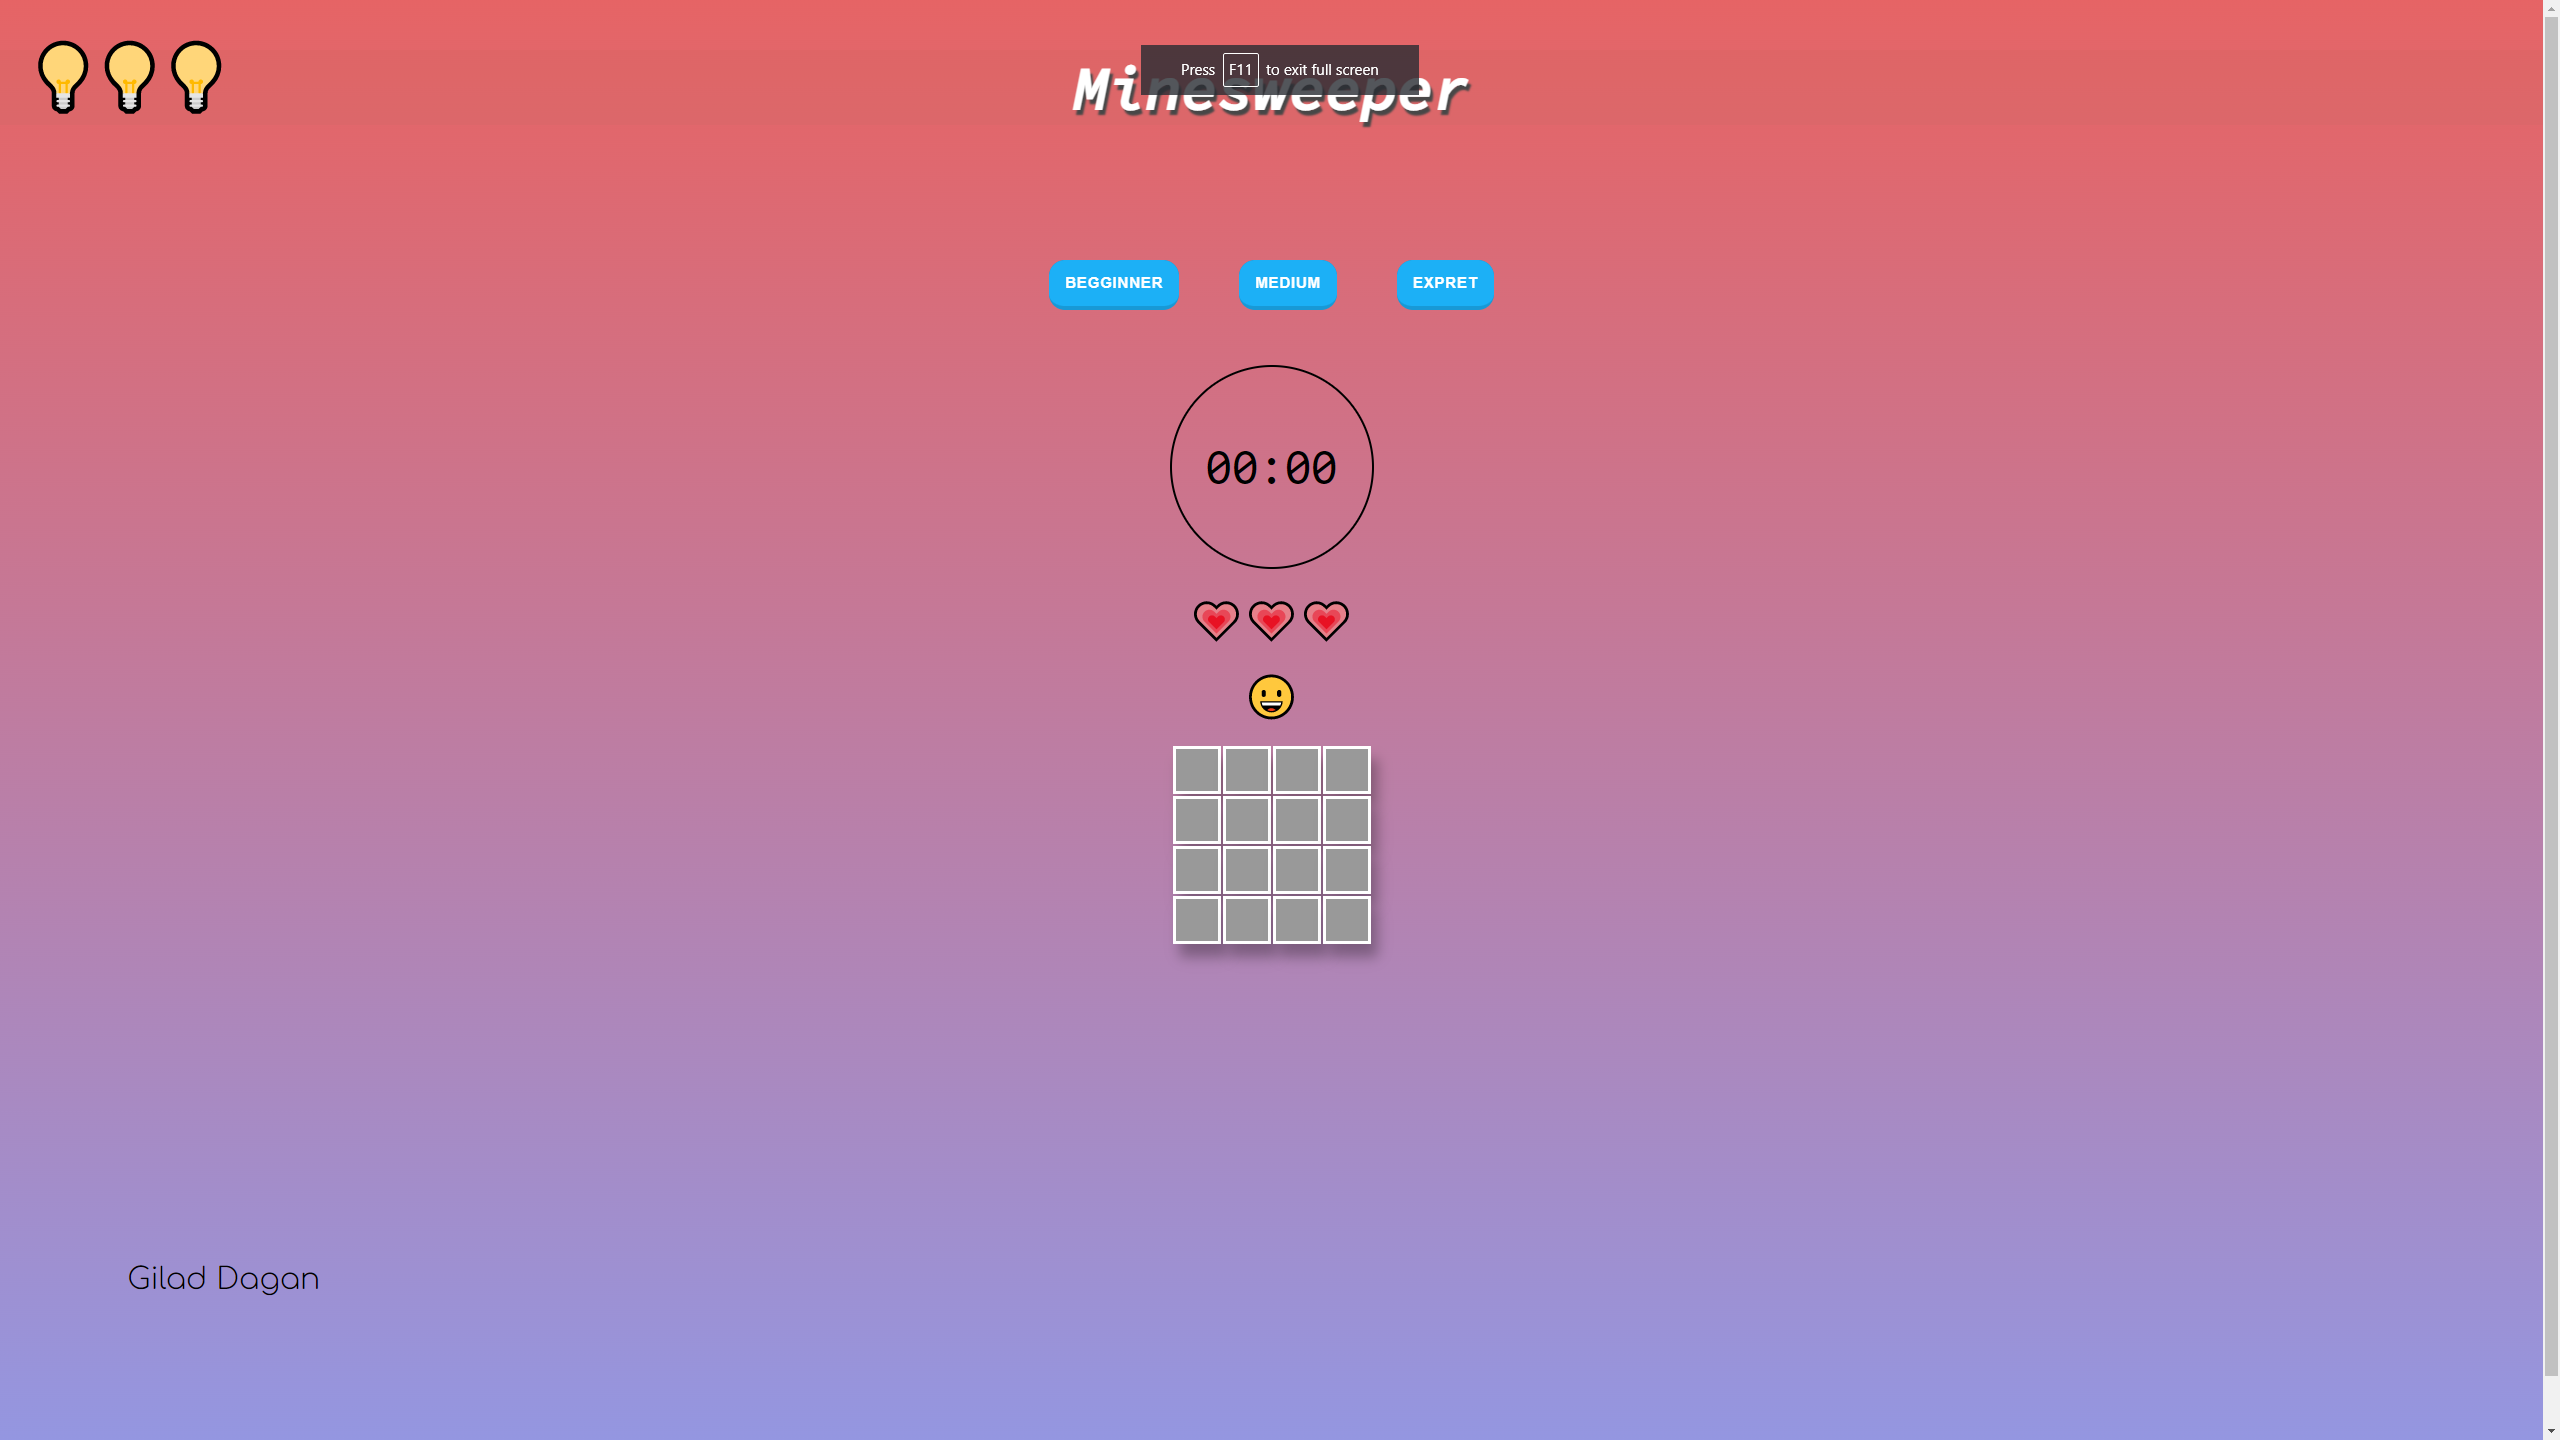 Press F11 to exit full screen
Minesweeper
BEGGINNER MEDIUM EXPRET
00:00
Gilad Dagan